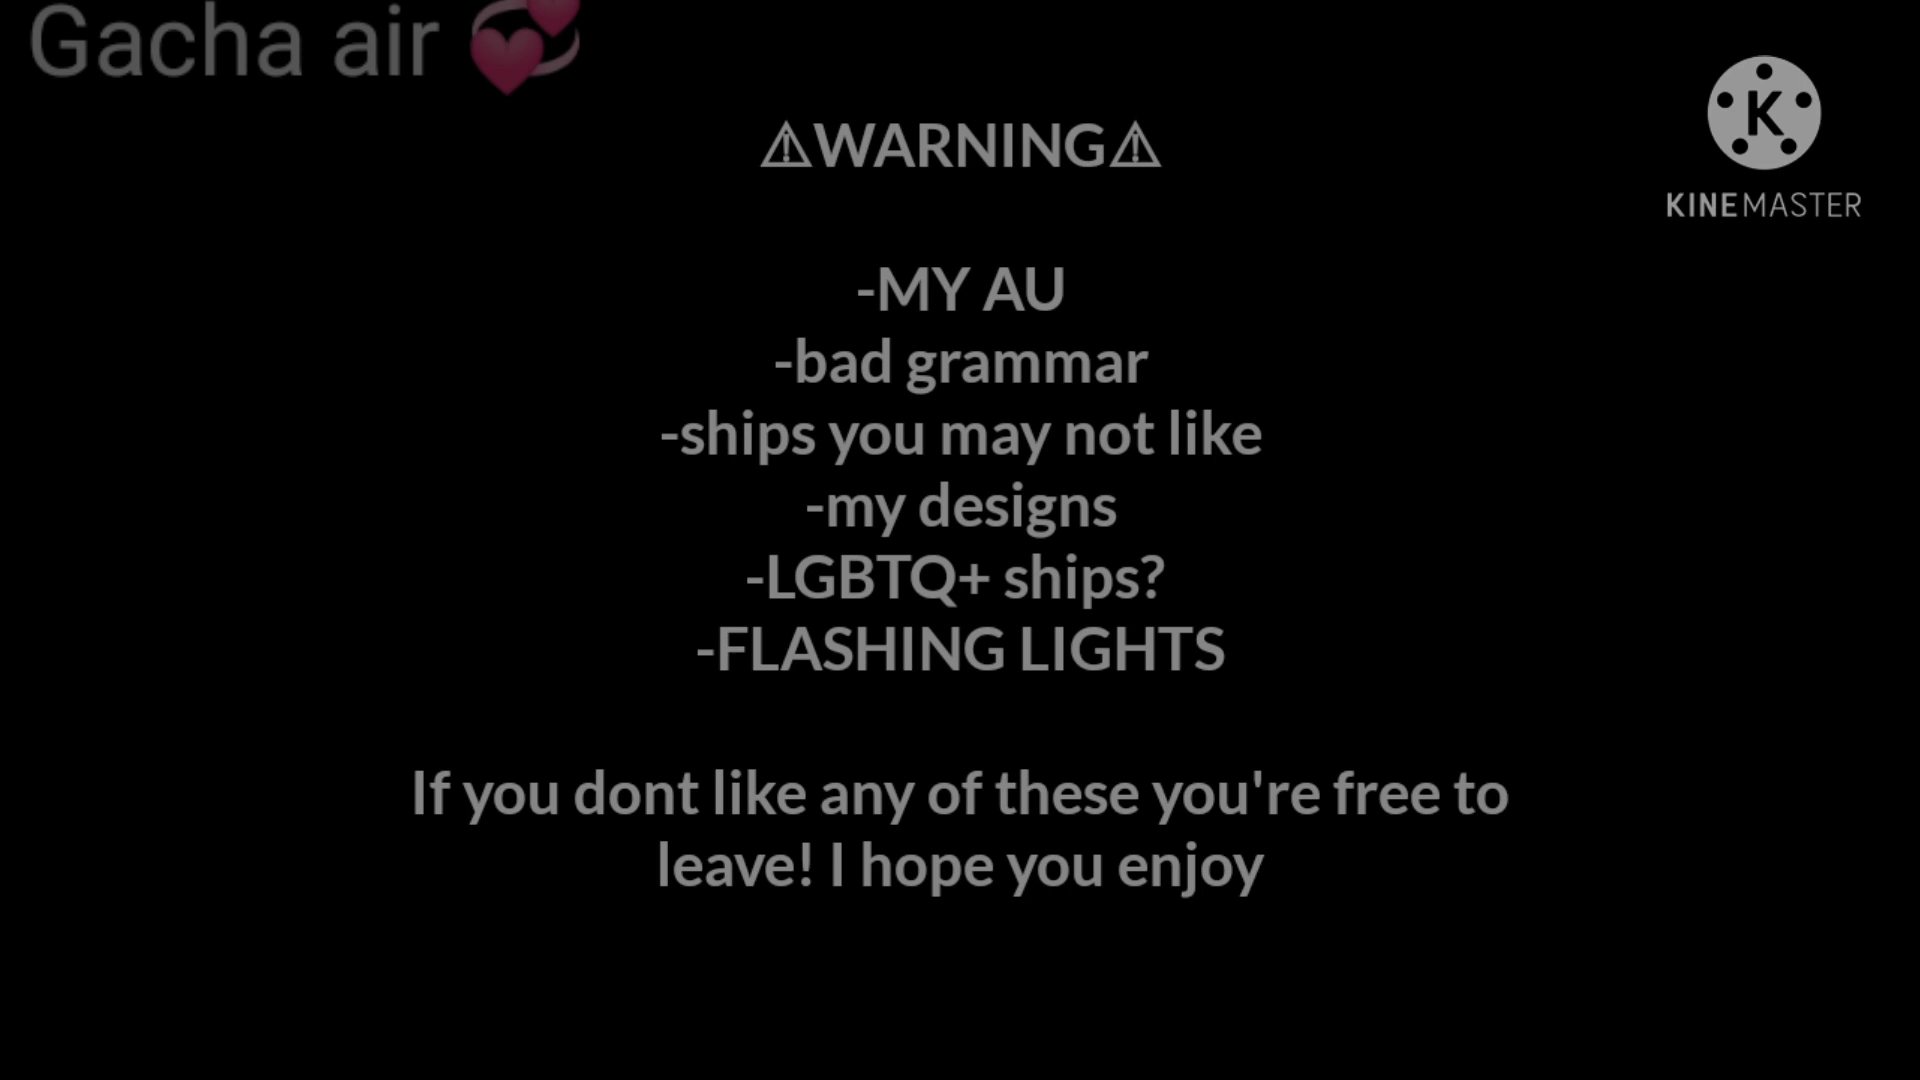 Gacha air 💞
⚠WARNING⚠
K
KINEMASTER
-MY AU
-bad grammar
-ships you may not like
-my designs
-LGBTQ+ ships?
-FLASHING LIGHTS
If you dont like any of these you're free to
leave! I hope you enjoy